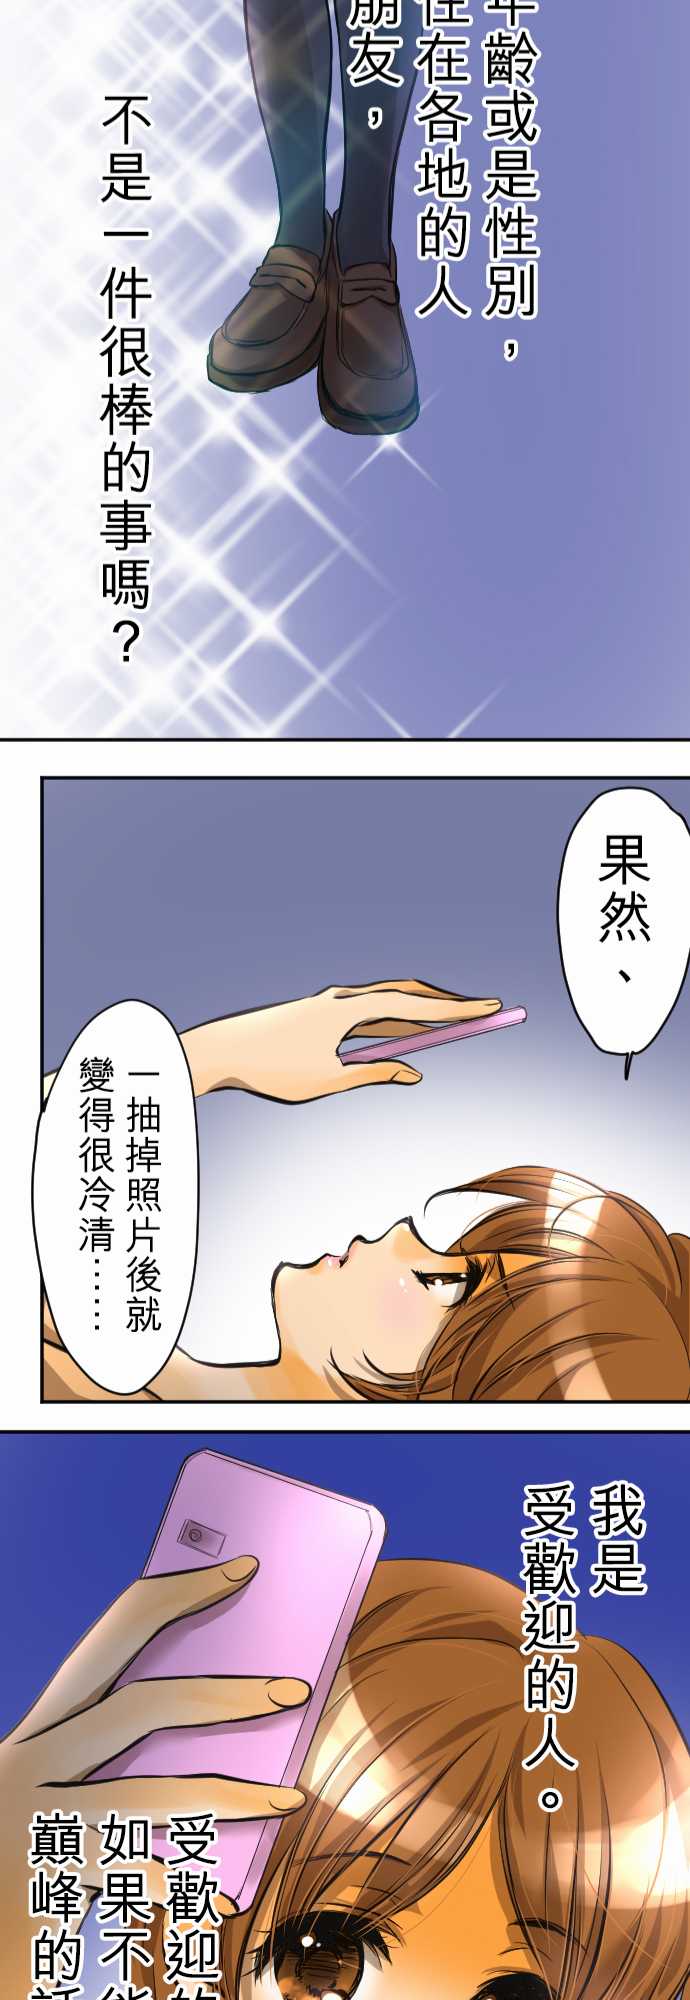 年齡或是性別，
住在各地的人
朋友，
不是一件很棒的事嗎？
果然、
一抽掉照片後就
變得很冷清……
我是
受歡迎的人。
受歡迎的
如果不能
巔峰的話